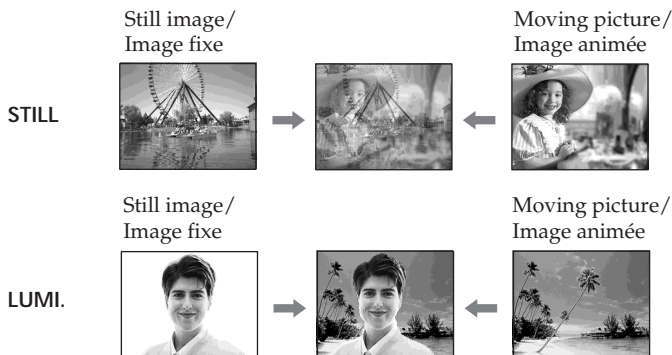 Still image/
Image fixe
Moving picture/
Image animée
STILL
Still image/
Image fixe
Moving picture/
Image animée
LUMI.